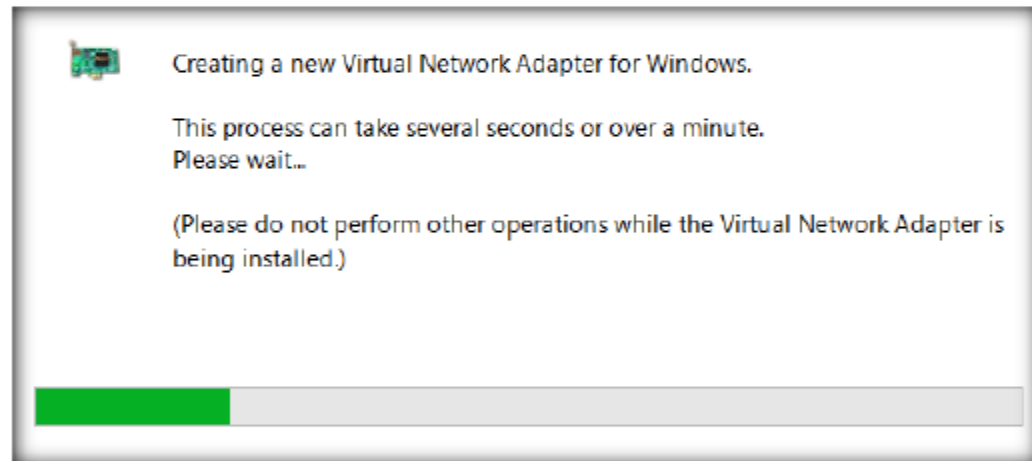 Creating a new Virtual Network Adapter for Windows.
This process can take several seconds or over a minute.
Please wait...
(Please do not perform other operations while the Virtual Network Adapter is
being installed.)